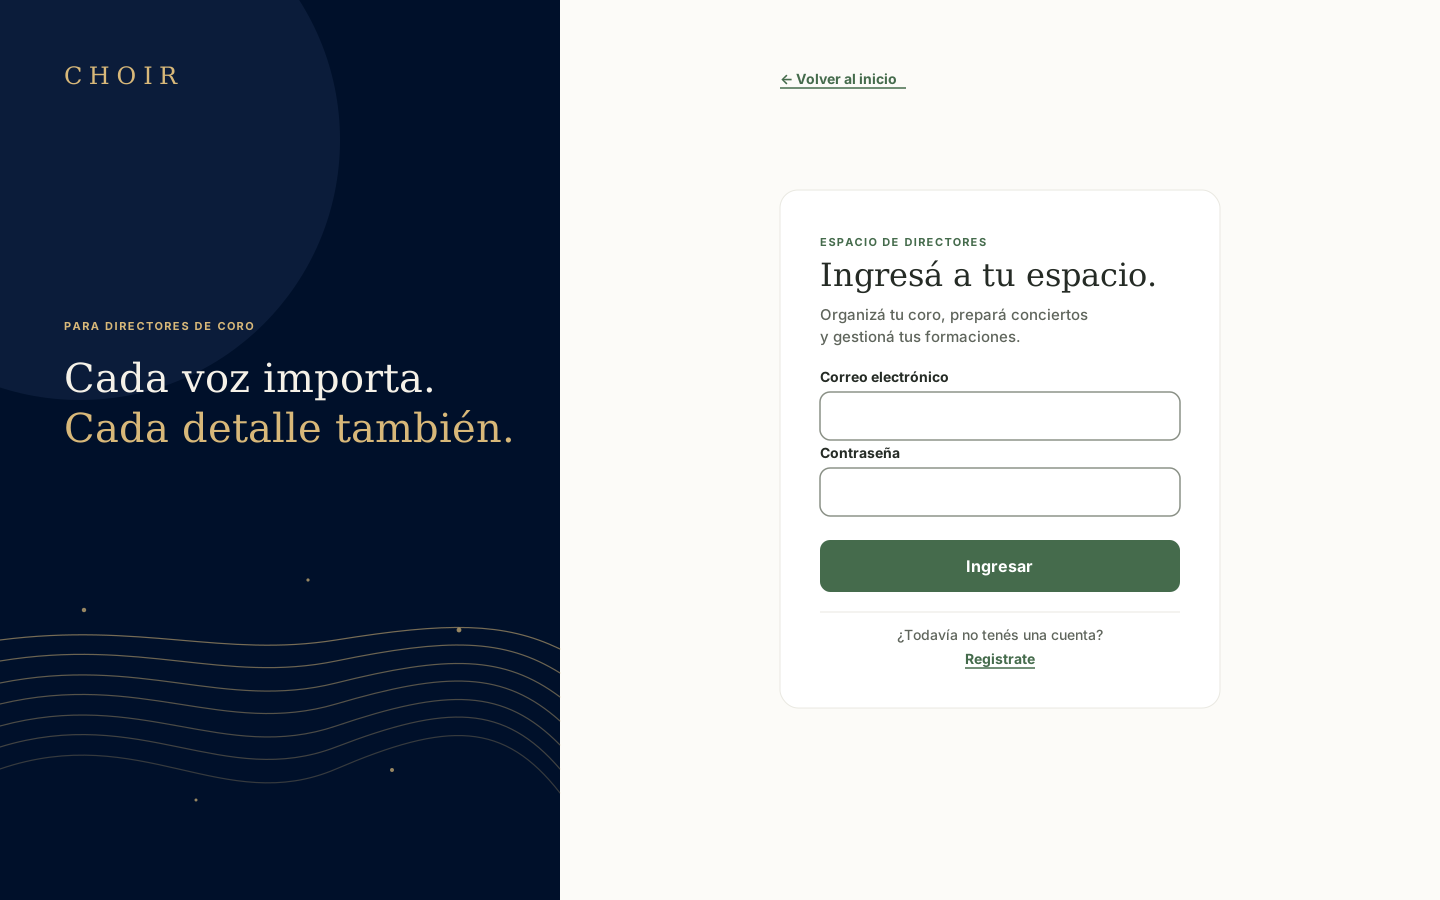 CHOIR
PARA DIRECTORES DE CORO
Cada voz importa.
Cada detalle también.
← Volver al inicio
ESPACIO DE DIRECTORES
Ingresá a tu espacio.
Organizá tu coro, prepará conciertos
y gestioná tus formaciones.
Correo electrónico
Contraseña
Ingresar
¿Todavía no tenés una cuenta?
Registrate